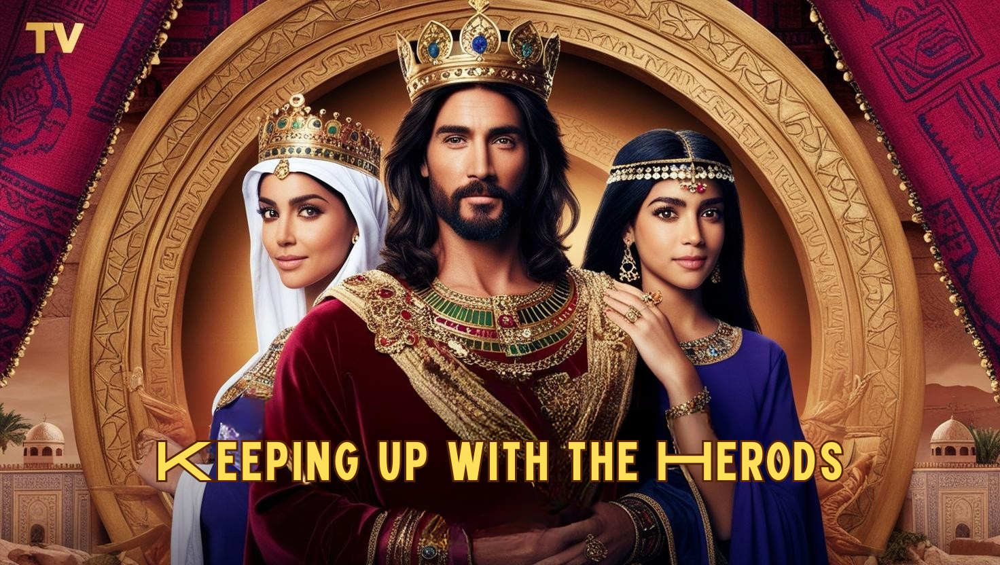 TV
KEEPING UP WITH THE HERODS